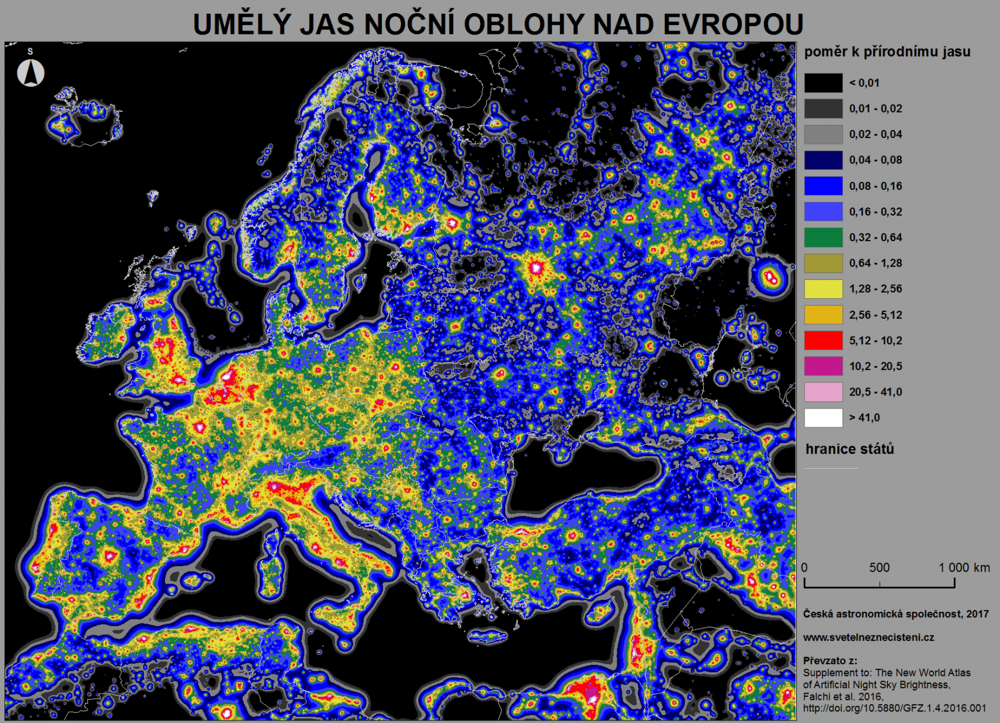 UMĚLÝ JAS NOČNÍ OBLOHY NAD EVROPOU
S
poměr k přírodnímu jasu
< 0,01
0,01 - 0,02
0,02 - 0,04
0,04 - 0,08
0,08 - 0,16
0,16 - 0,32
0,32 - 0,64
0,64 - 1,28
1,28 - 2,56
2,56 - 5,12
5,12 - 10,2
10,2 - 20,5
20,5 - 41,0
> 41,0
hranice států
0 500 1 000 km
Česká astronomická společnost, 2017
www.svetelneznecisteni.cz
Převzato z:
Supplement to: The New World Atlas
of Artificial Night Sky Brightness,
Falchi et al. 2016,
http://doi.org/10.5880/GFZ.1.4.2016.001